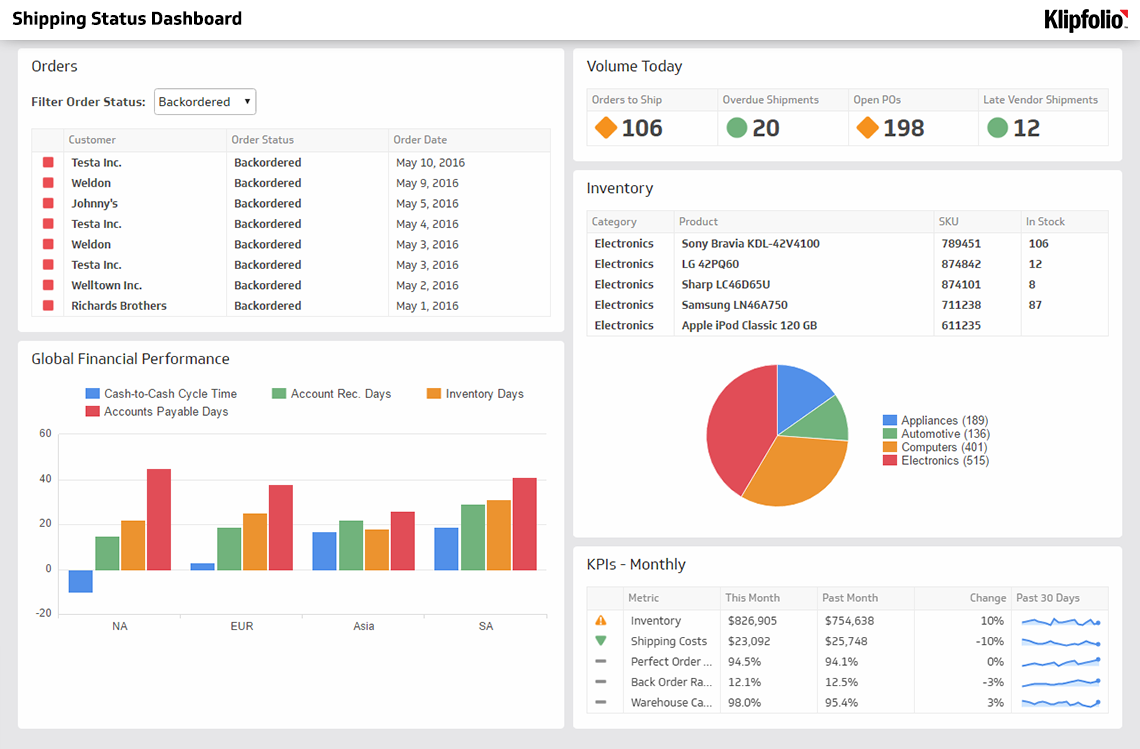 Shipping Status Dashboard
Klipfolio
Orders
Filter Order Status: Backordered
Customer Order Status Order Date
Testa Inc. Backordered May 10, 2016
Weldon Backordered May 9, 2016
Johnny's Backordered May 5, 2016
Testa Inc. Backordered May 4, 2016
Weldon Backordered May 3, 2016
Testa Inc. Backordered May 3, 2016
Welltown Inc. Backordered May 2, 2016
Richards Brothers Backordered May 1, 2016
Global Financial Performance
Cash-to-Cash Cycle Time Account Rec. Days Inventory Days
Accounts Payable Days
60
40
20
0
-20
NA EUR Asia SA
Volume Today
Orders to Ship Overdue Shipments Open POs Late Vendor Shipments
106 20 198 12
Inventory
Category Product SKU In Stock
Electronics Sony Bravia KDL-42V4100 789451 106
Electronics LG 42PQ60 874842 12
Electronics Sharp LC46D65U 874101 8
Electronics Samsung LN46A750 711238 87
Electronics Apple iPod Classic 120 GB 611235
Appliances (189)
Automotive (136)
Computers (401)
Electronics (515)
KPIs - Monthly
Metric This Month Past Month Change Past 30 Days
Inventory $826,905 $754,638 10%
Shipping Costs $23,092 $25,748 -10%
Perfect Order ... 94.5% 94.1% 0%
Back Order Ra... 12.1% 12.5% -3%
Warehouse Ca... 98.0% 95.4% 3%